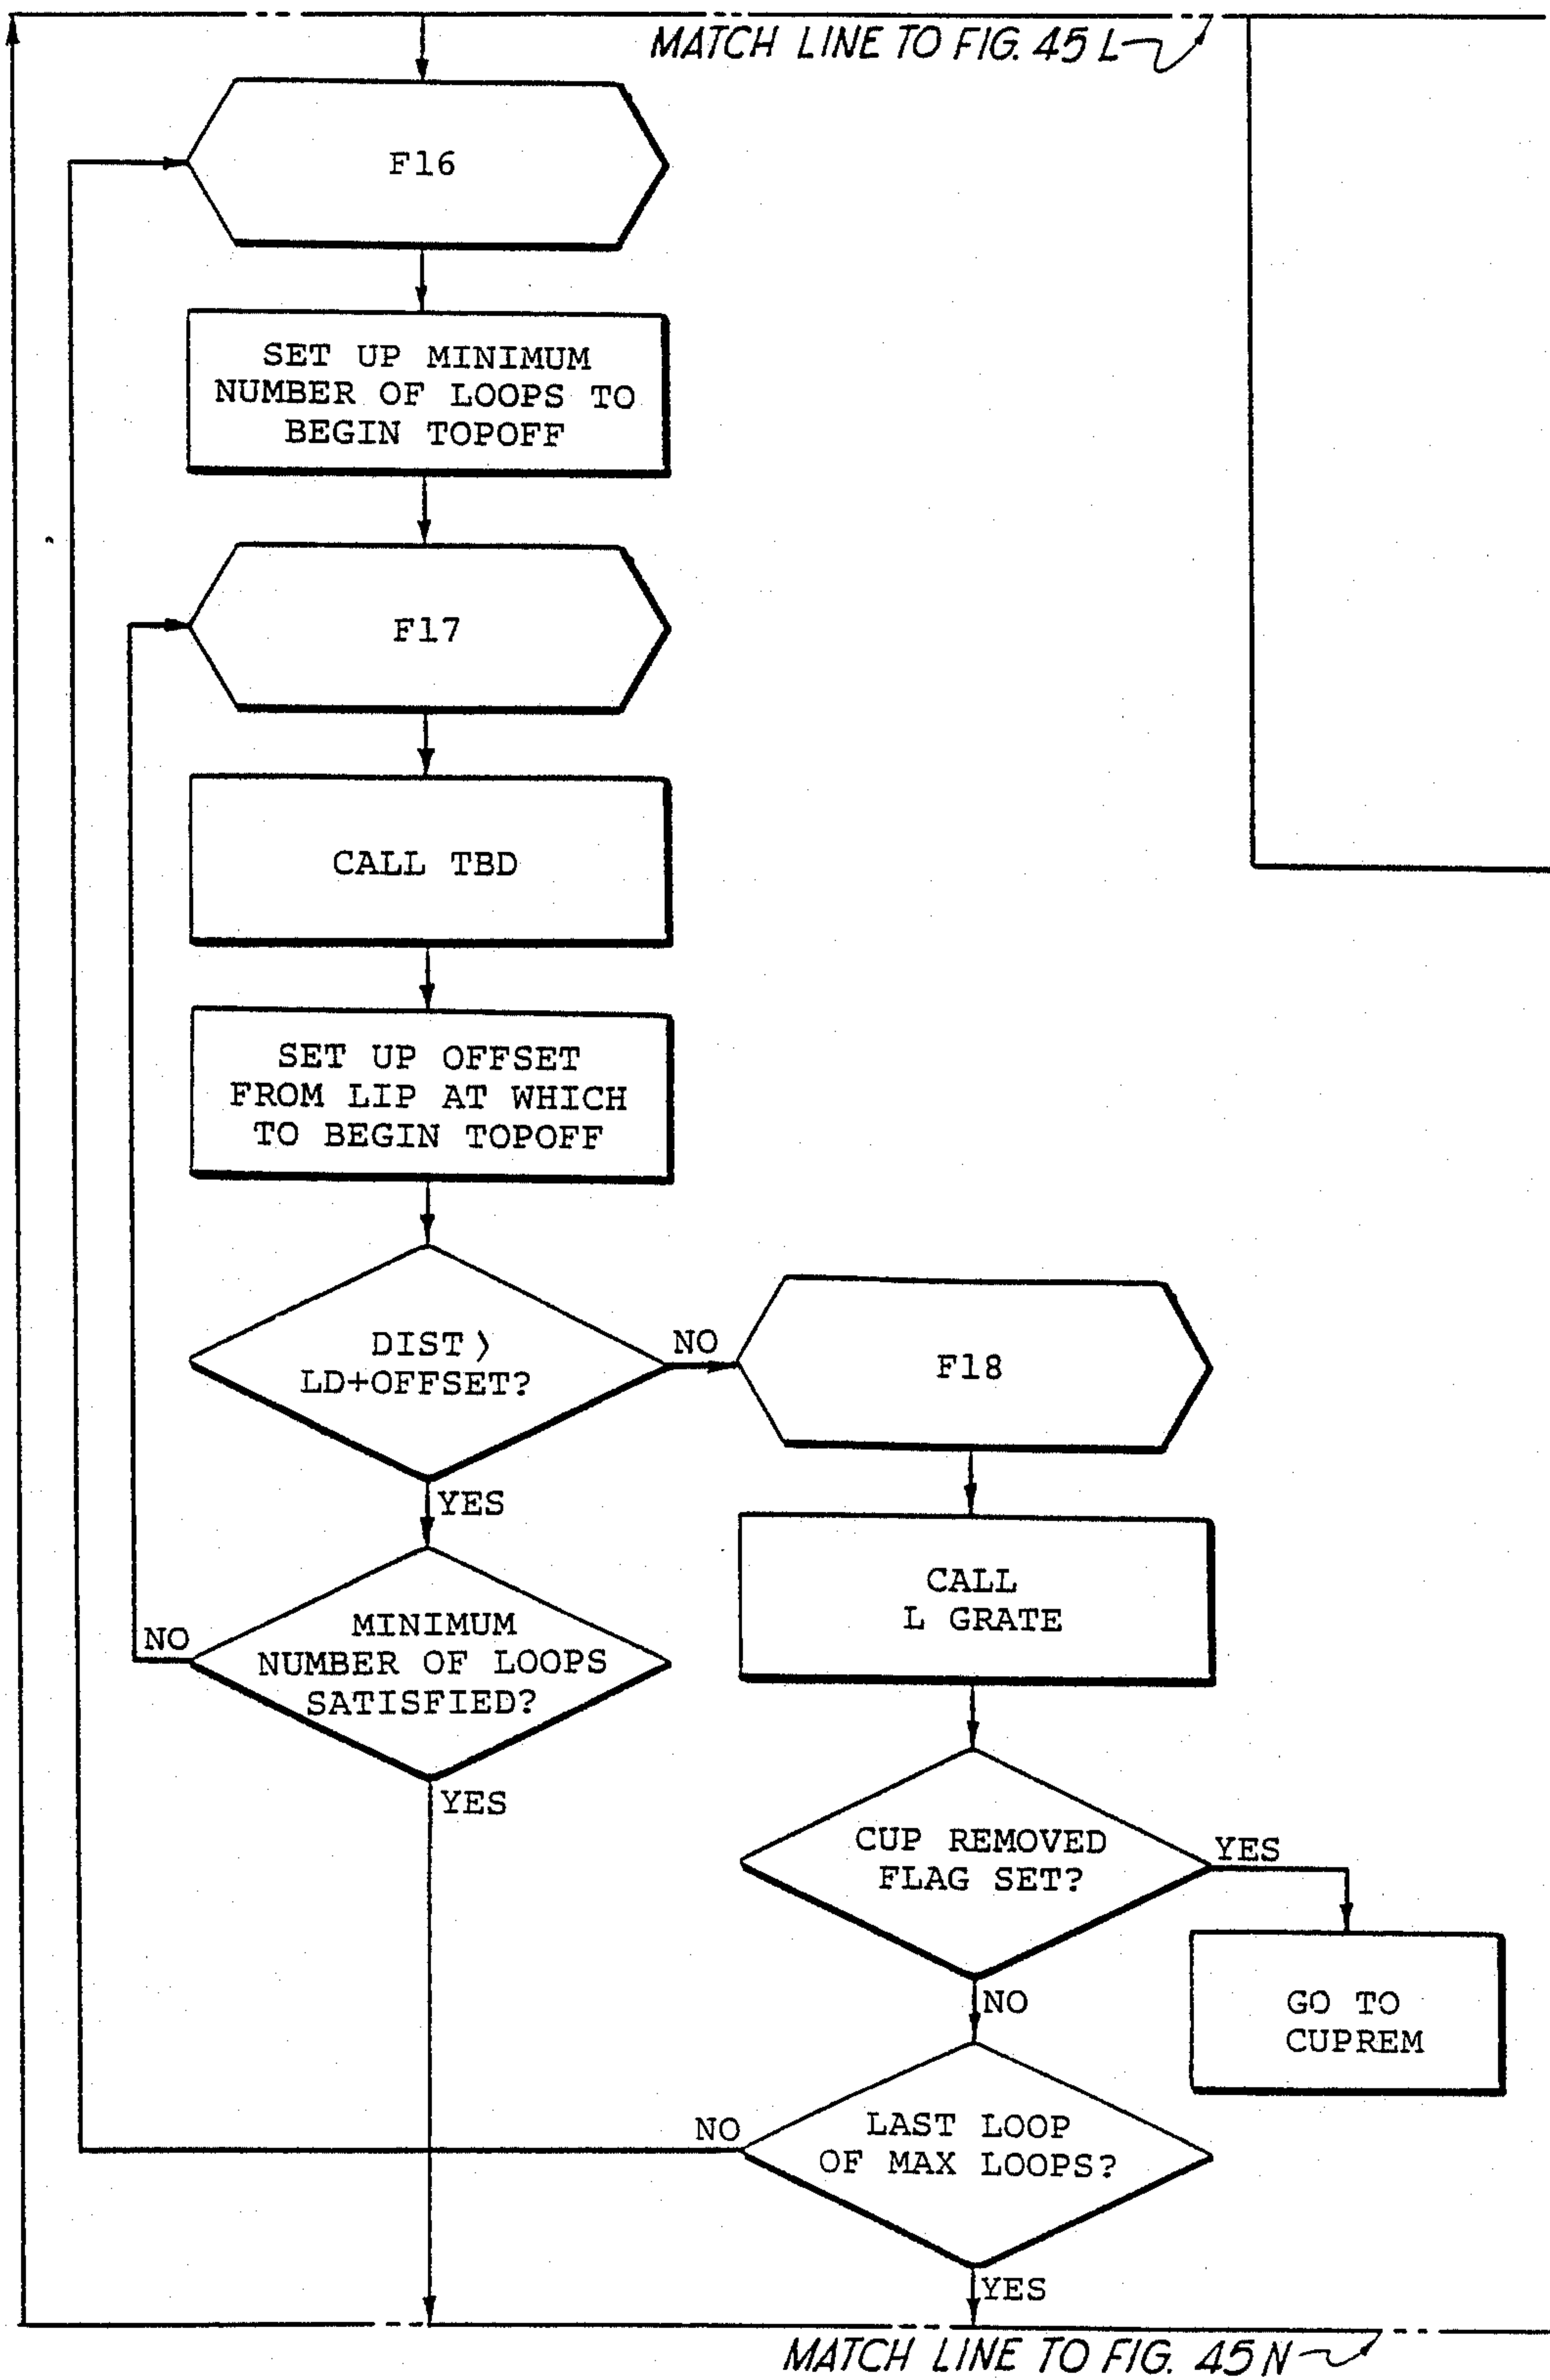 MATCH LINE TO FIG. 45 L
F16
SET UP MINIMUM
NUMBER OF LOOPS TO
BEGIN TOPOFF
F17
CALL TBD
SET UP OFFSET
FROM LIP AT WHICH
TO BEGIN TOPOFF
DIST >
LD+OFFSET?
NO
F18
YES
CALL
L GRATE
MINIMUM
NUMBER OF LOOPS
SATISFIED?
NO
YES
CUP REMOVED
FLAG SET?
YES
GO TO
CUPREM
NO
LAST LOOP
OF MAX LOOPS?
NO
YES
MATCH LINE TO FIG. 45 N